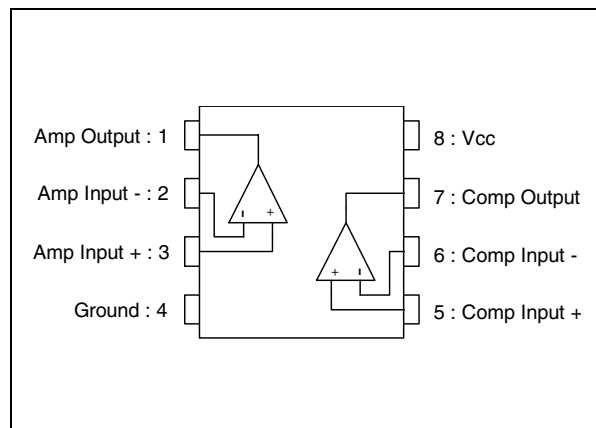 Amp Output : 1
Amp Input - : 2
Amp Input + : 3
Ground : 4
8 : Vcc
7 : Comp Output
6 : Comp Input -
5 : Comp Input +
- +
+ -